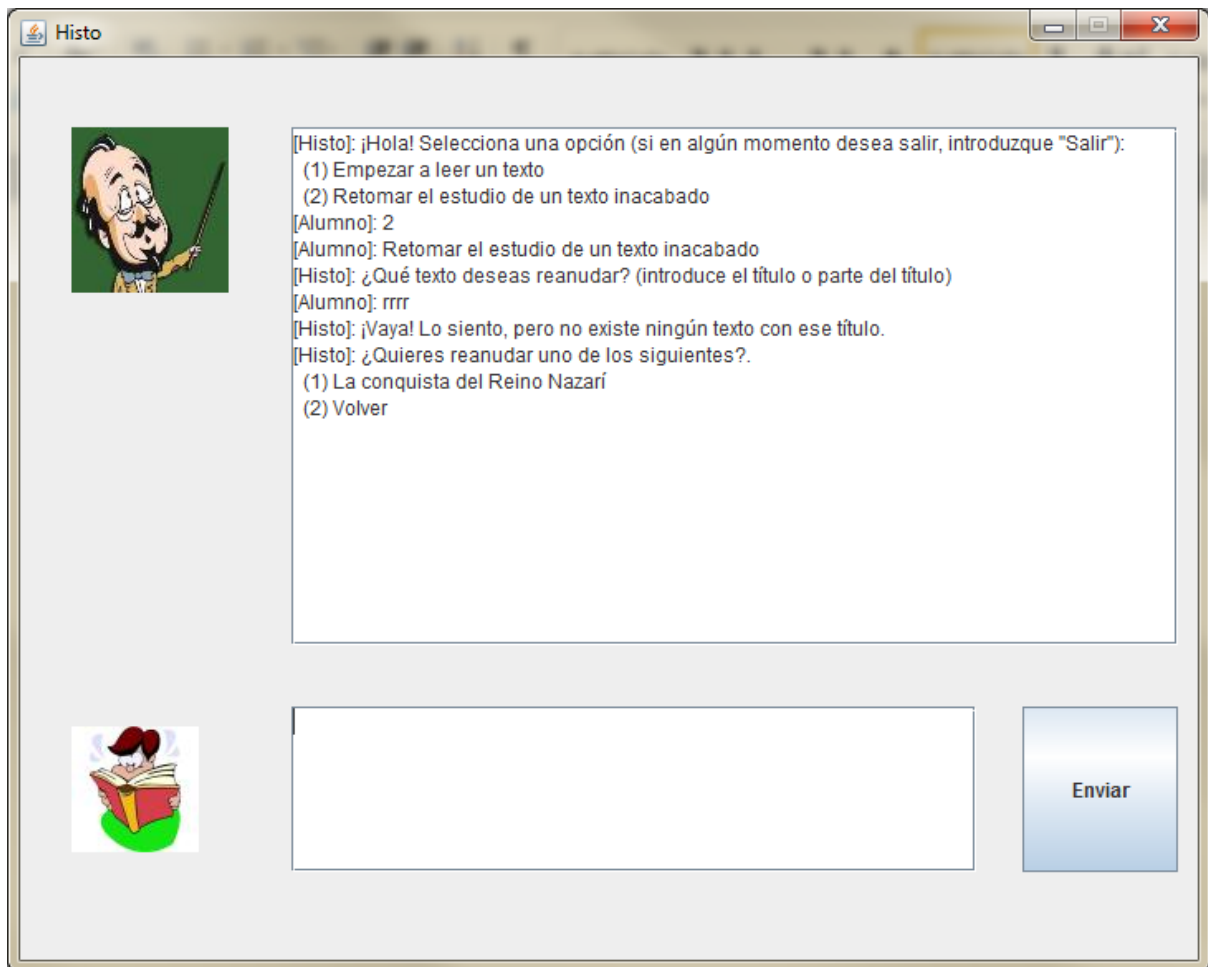 Histo
[Histo]: ¡Hola! Selecciona una opción (si en algún momento desea salir, introduzque "Salir"):
(1) Empezar a leer un texto
(2) Retomar el estudio de un texto inacabado
[Alumno]: 2
[Alumno]: Retomar el estudio de un texto inacabado
[Histo]: ¿Qué texto deseas reanudar? (introduce el título o parte del título)
[Alumno]: rrrr
[Histo]: ¡Vaya! Lo siento, pero no existe ningún texto con ese título.
[Histo]: ¿Quieres reanudar uno de los siguientes?.
(1) La conquista del Reino Nazarí
(2) Volver
Enviar